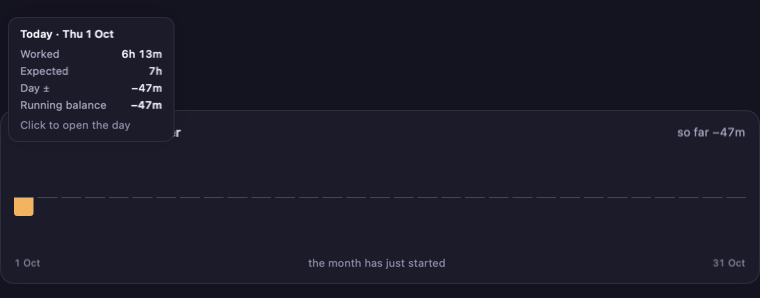 Today · Thu 1 Oct
Worked 6h 13m
Expected 7h
Day ± −47m
Running balance −47m
Click to open the day
so far −47m
1 Oct the month has just started 31 Oct